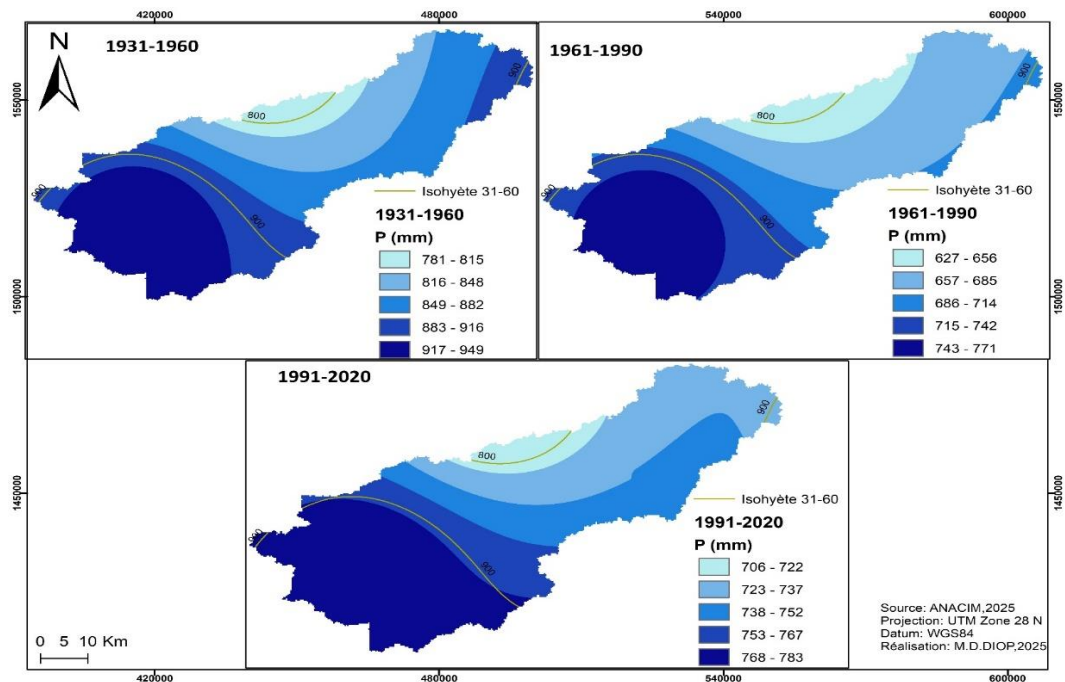 420000
480000
540000
600000
N
1931-1960
800
900
900
900
Isohyète 31-60
1931-1960
P (mm)
781 - 815
816 - 848
849 - 882
883 - 916
917 - 949
1550000
1961-1990
800
900
900
900
Isohyète 31-60
1961-1990
P (mm)
627 - 656
657 - 685
686 - 714
715 - 742
743 - 771
1550000
1500000
1500000
1991-2020
800
900
900
900
Isohyète 31-60
1991-2020
P (mm)
706 - 722
723 - 737
738 - 752
753 - 767
768 - 783
1450000
1450000
0 5 10 Km
Source: ANACIM,2025
Projection: UTM Zone 28 N
Datum: WGS84
Réalisation: M.D.DIOP,2025
420000
480000
540000
600000